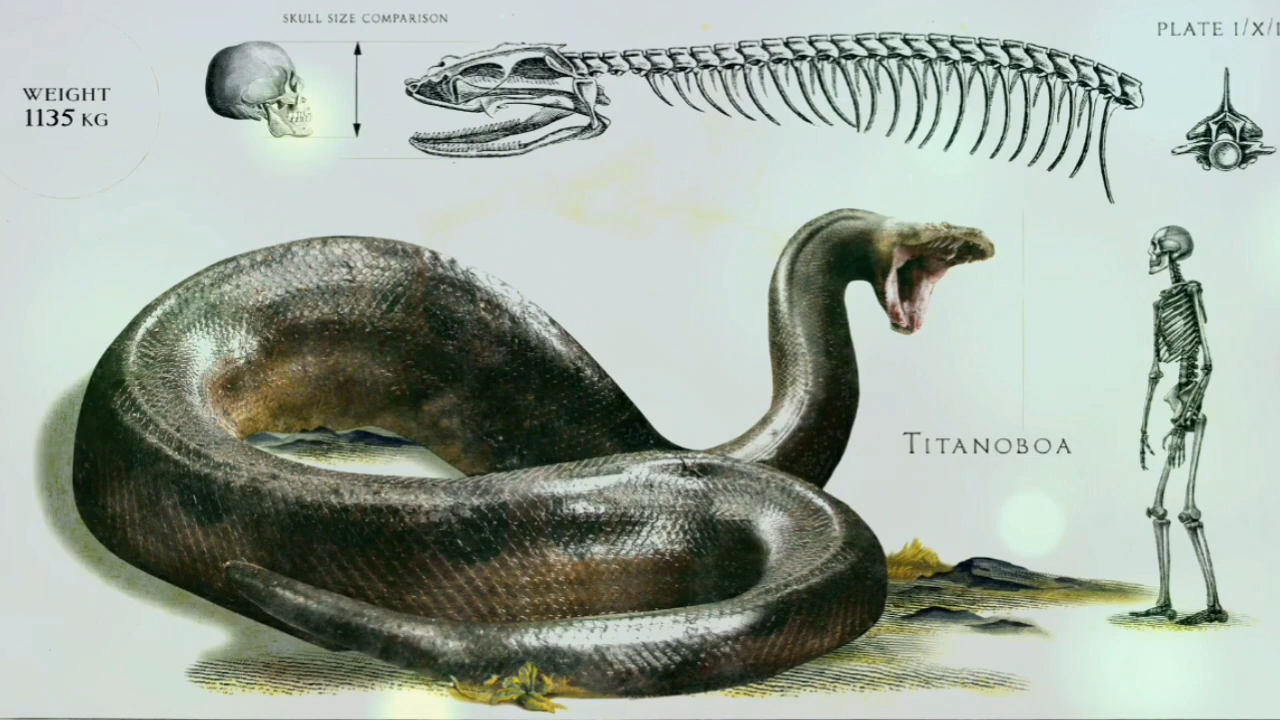 SKULL SIZE COMPARISON
PLATE I/X/
WEIGHT
1135 KG
TITANOBOA